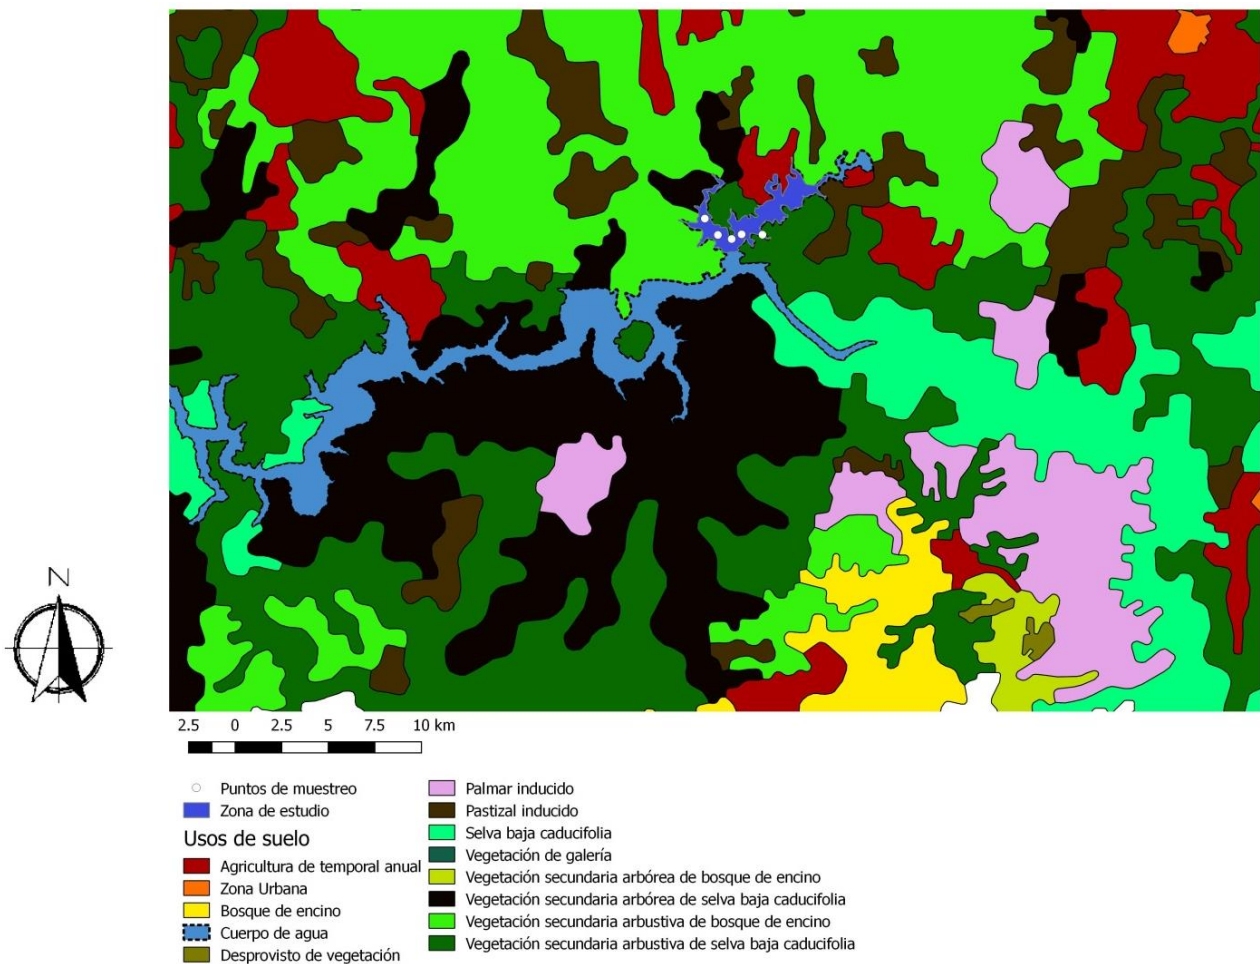 N
2.5 0 2.5 5 7.5 10 km
Puntos de muestreo
Zona de estudio
Usos de suelo
Agricultura de temporal anual
Zona Urbana
Bosque de encino
Cuerpo de agua
Desprovisto de vegetación
Palmar inducido
Pastizal inducido
Selva baja caducifolia
Vegetación de galería
Vegetación secundaria arbórea de bosque de encino
Vegetación secundaria arbórea de selva baja caducifolia
Vegetación secundaria arbustiva de bosque de encino
Vegetación secundaria arbustiva de selva baja caducifolia